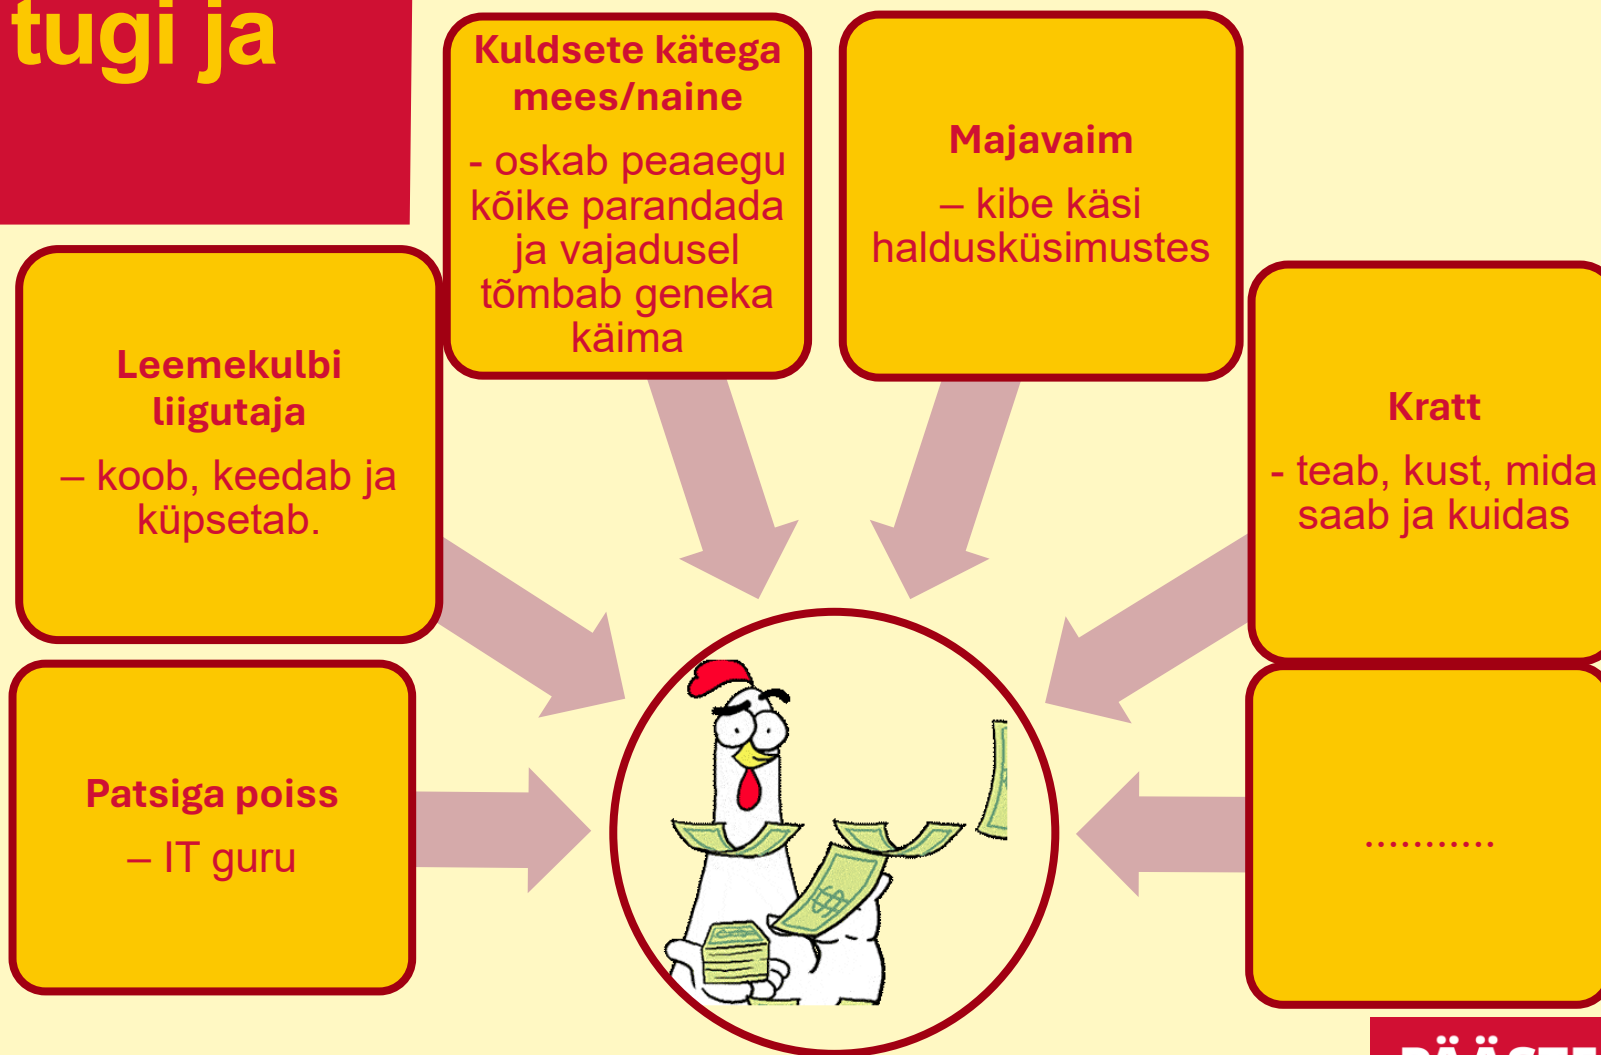 tugi ja
Kuldsete kätega
mees/naine
- oskab peaaegu
kõike parandada
ja vajadusel
tõmbab geneka
käima
Majavaim
– kibe käsi
haldusküsimustes
Leemekulbi
liigutaja
– koob, keedab ja
küpsetab.
Kratt
- teab, kust, mida
saab ja kuidas
Patsiga poiss
– IT guru
...........